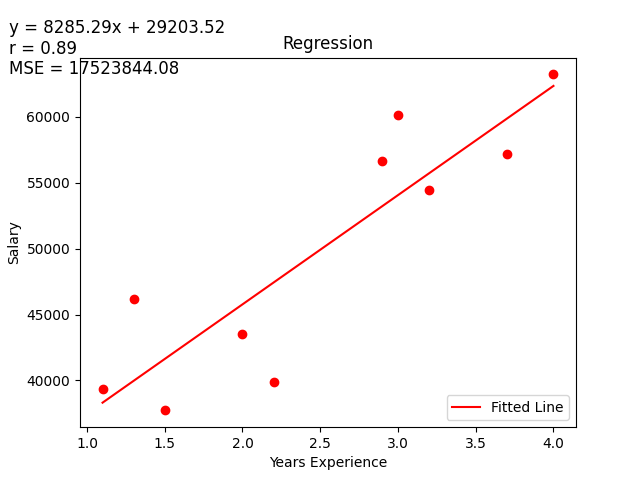 y = 8285.29x + 29203.52
r = 0.89
MSE = 17523844.08
Regression
60000
55000
50000
45000
40000
Salary
Fitted Line
1.0 1.5 2.0 2.5 3.0 3.5 4.0
Years Experience